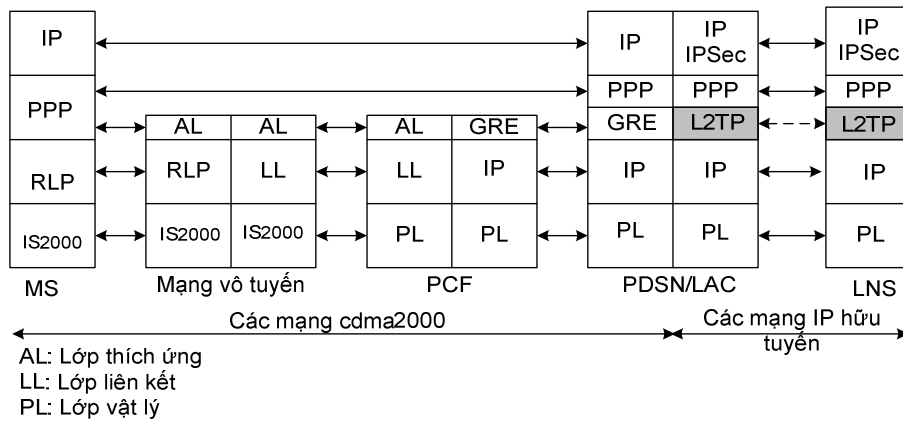 IP IP IP IP
IPSec IPSec
PPP PPP PPP PPP
AL AL AL GRE GRE L2TP L2TP
RLP RLP LL LL IP IP IP IP
IS2000 IS2000 IS2000 PL PL PL PL PL
MS Mạng vô tuyến PCF PDSN/LAC LNS
Các mạng cdma2000 Các mạng IP hữu
tuyến
AL: Lớp thích ứng
LL: Lớp liên kết
PL: Lớp vật lý